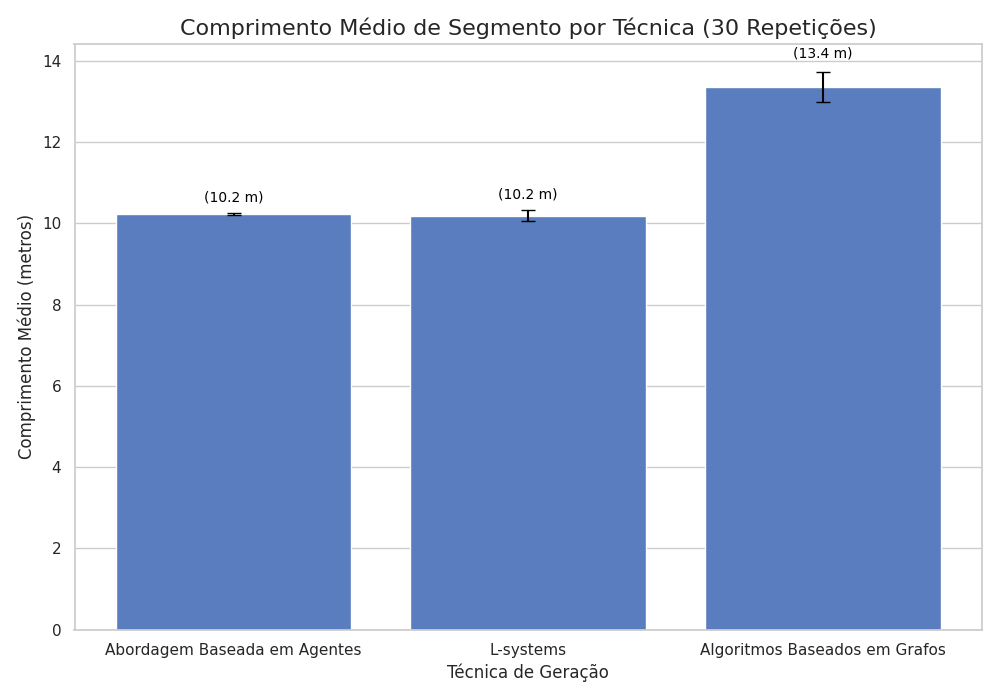 Comprimento Médio de Segmento por Técnica (30 Repetições)
Comprimento Médio (metros)
14
12
10
8
6
4
2
0
(10.2 m)
(10.2 m)
(13.4 m)
Abordagem Baseada em Agentes
L-systems
Algoritmos Baseados em Grafos
Técnica de Geração